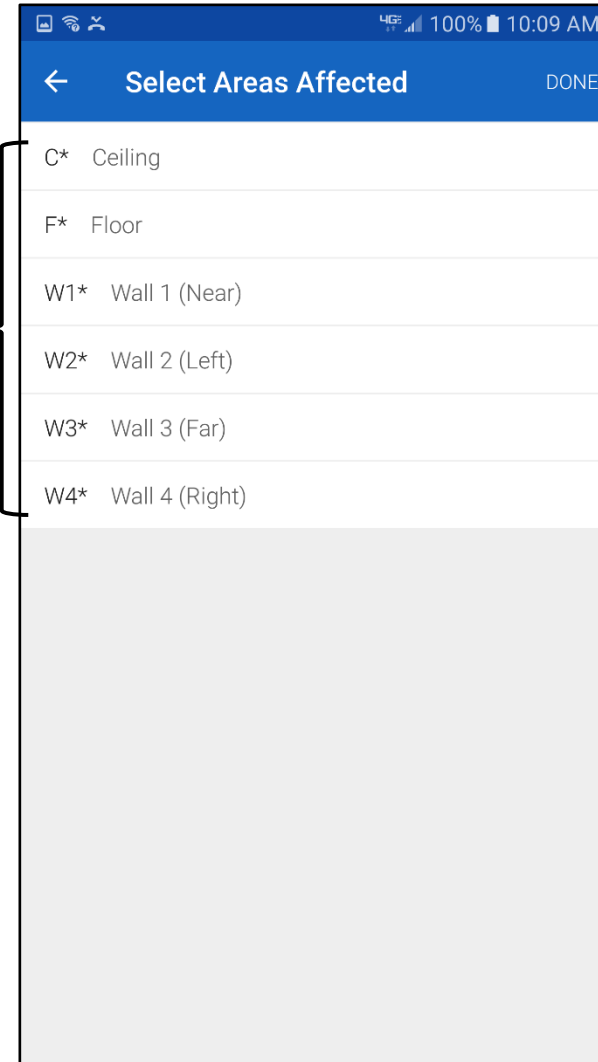 4G 100% 10:09 AM
Select Areas Affected DONE
C* Ceiling
F* Floor
W1* Wall 1 (Near)
W2* Wall 2 (Left)
W3* Wall 3 (Far)
W4* Wall 4 (Right)